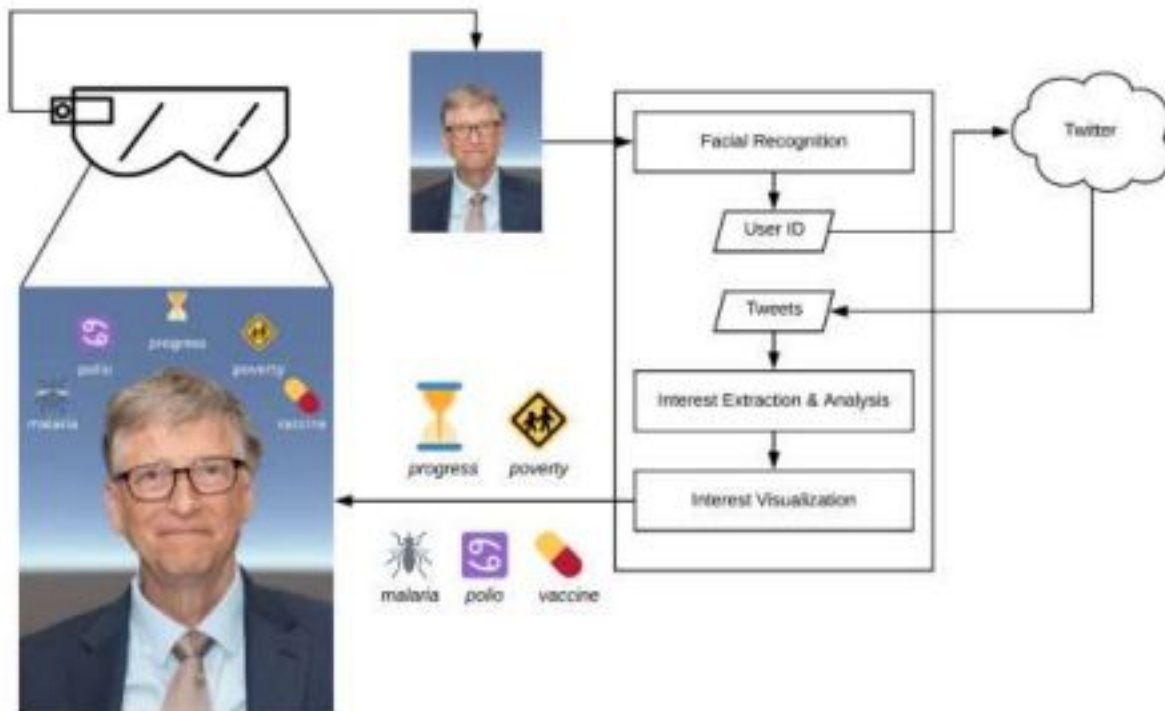 Facial Recognition
Twitter
User ID
Tweets
progress
polio
poverty
malaria
vaccine
Interest Extraction & Analysis
progress
poverty
Interest Visualization
malaria
polio
vaccine